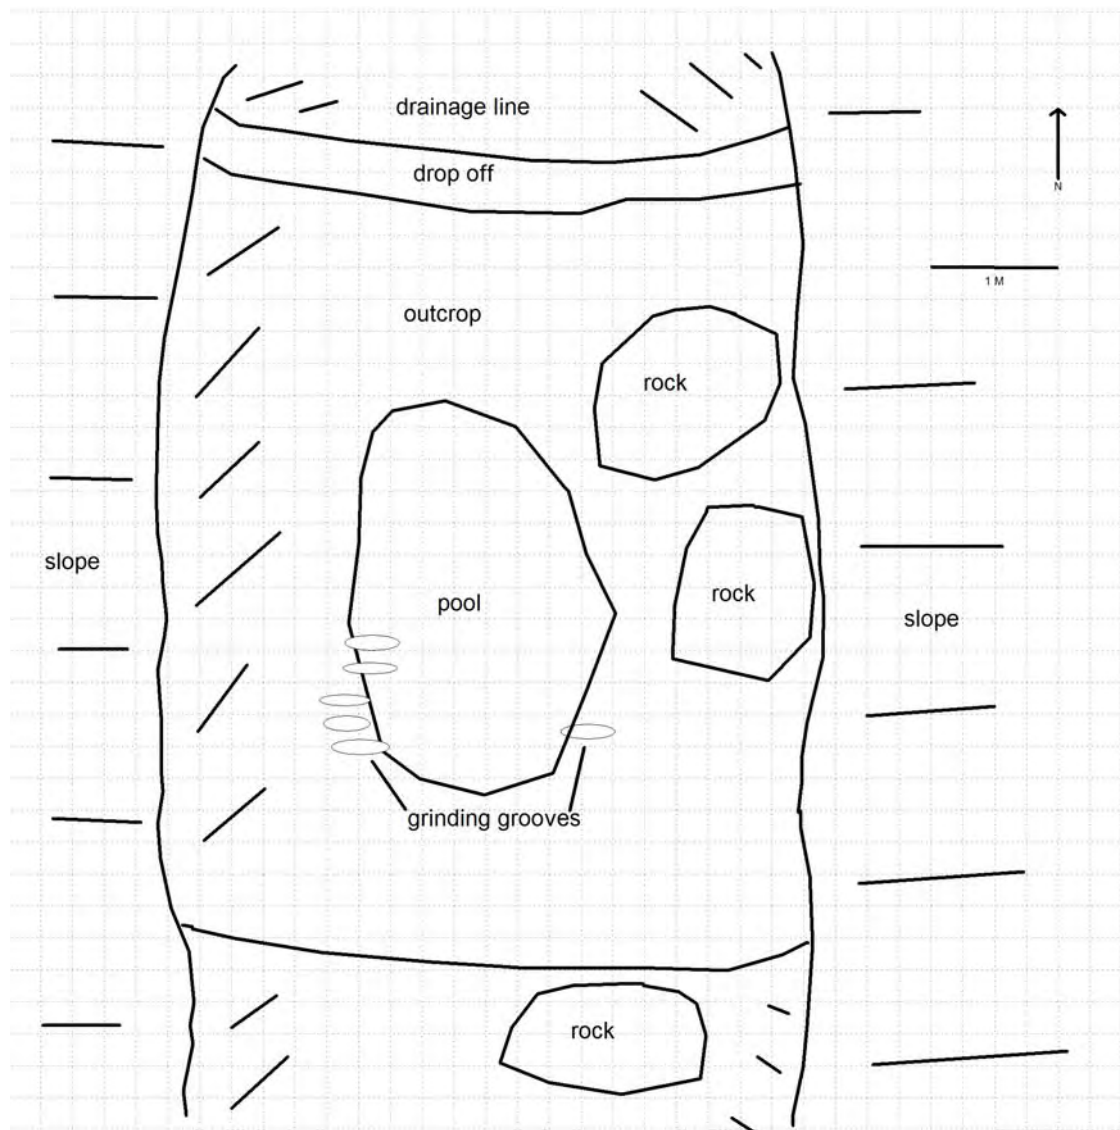 drainage line
drop off
N
1 M
outcrop
rock
slope
pool
rock
slope
grinding grooves
rock